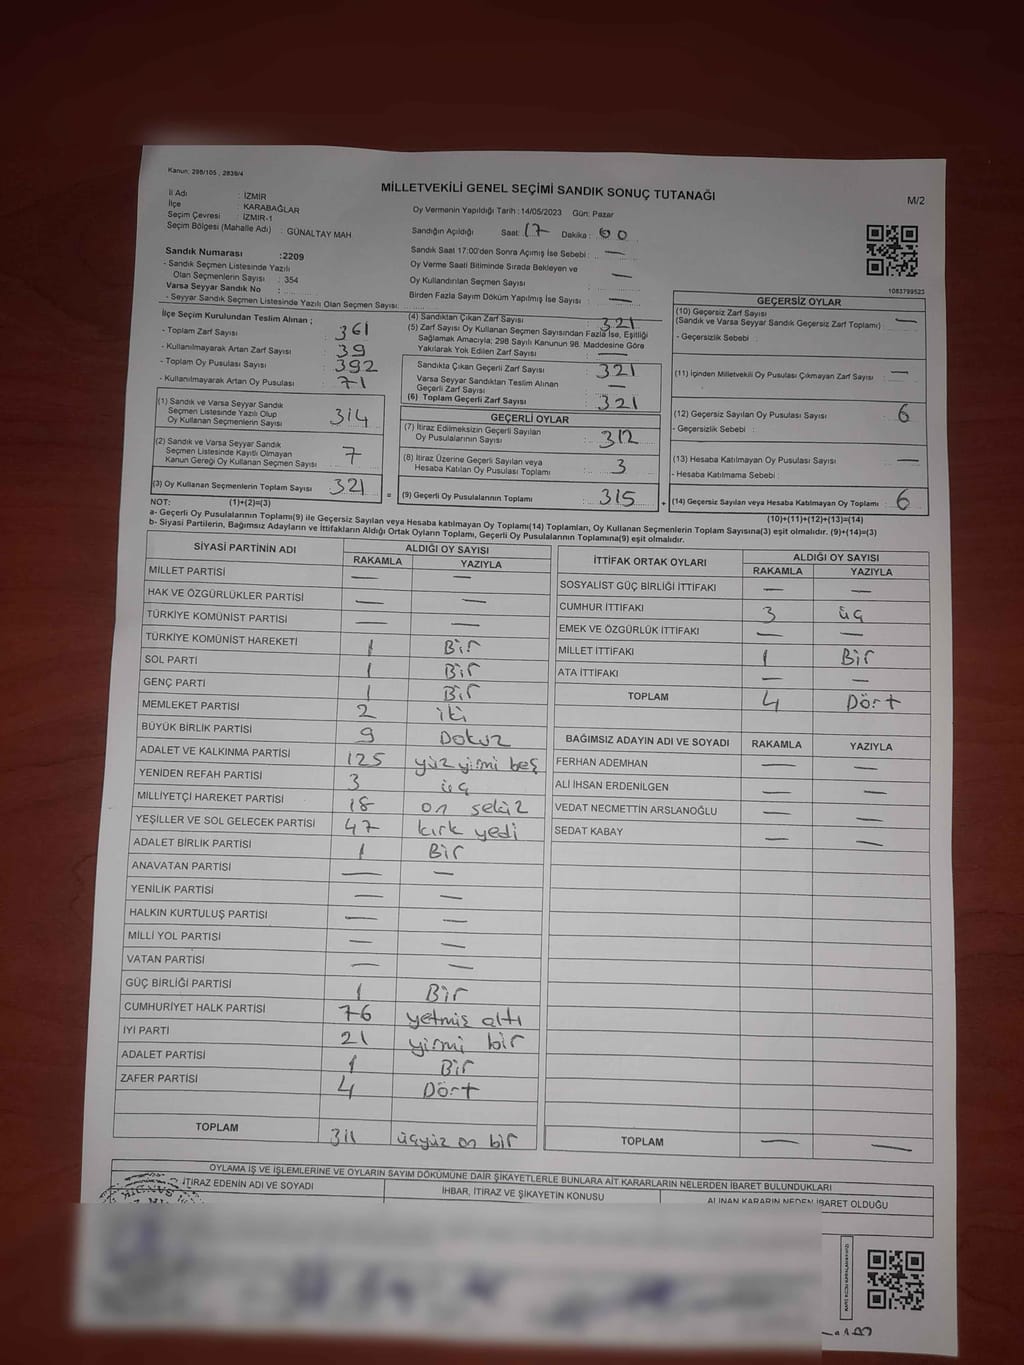 Kanun: 298/105 , 2839/4
MİLLETVEKİLİ GENEL SEÇİMİ SANDIK SONUÇ TUTANAĞI
M/2
İl Adı : İZMİR
İlçe : KARABAĞLAR
Seçim Çevresi : İZMİR-1
Seçim Bölgesi (Mahalle Adı) : GÜNALTAY MAH.
Sandık Numarası :2209
- Sandık Seçmen Listesinde Yazılı
Olan Seçmenlerin Sayısı : 354
Varsa Seyyar Sandık No :
- Seyyar Sandık Seçmen Listesinde Yazılı Olan Seçmen Sayısı:
Oy Vermenin Yapıldığı Tarih : 14/05/2023 Gün: Pazar
Sandığın Açıldığı Saat : 17 Dakika : 00
Sandık Saat 17:00'den Sonra Açımış İse Sebebi : —
Oy Verme Saati Bitiminde Sırada Bekleyen ve
Oy Kullandırılan Seçmen Sayısı : —
Birden Fazla Sayım Döküm Yapılmış İse Sayısı : —
1083799523
İlçe Seçim Kurulundan Teslim Alınan ;
- Toplam Zarf Sayısı : 361
- Kullanılmayarak Artan Zarf Sayısı : 39
- Toplam Oy Pusulası Sayısı : 392
- Kullanılmayarak Artan Oy Pusulası : 71
(1) Sandık ve Varsa Seyyar Sandık
Seçmen Listesinde Yazılı Olup
Oy Kullanan Seçmenlerin Sayısı : 314
(2) Sandık ve Varsa Seyyar Sandık
Seçmen Listesinde Kayıtlı Olmayan
Kanun Gereği Oy Kullanan Seçmen Sayısı : 7
(3) Oy Kullanan Seçmenlerin Toplam Sayısı : 321
(4) Sandıktan Çıkan Zarf Sayısı : 321
(5) Zarf Sayısı Oy Kullanan Seçmen Sayısından Fazla İse, Eşitliği
Sağlamak Amacıyla; 298 Sayılı Kanunun 98. Maddesine Göre
Yakılarak Yok Edilen Zarf Sayısı : —
Sandıkta Çıkan Geçerli Zarf Sayısı : 321
Varsa Seyyar Sandıktan Teslim Alınan
Geçerli Zarf Sayısı : —
(6) Toplam Geçerli Zarf Sayısı : 321
GEÇERLİ OYLAR
(7) İtiraz Edilmeksizin Geçerli Sayılan
Oy Pusulalarının Sayısı : 312
(8) İtiraz Üzerine Geçerli Sayılan veya
Hesaba Katılan Oy Pusulası Toplamı : 3
= (9) Geçerli Oy Pusulalarının Toplamı : 315 +
GEÇERSİZ OYLAR
(10) Geçersiz Zarf Sayısı
(Sandık ve Varsa Seyyar Sandık Geçersiz Zarf Toplamı) : —
- Geçersizlik Sebebi :
(11) İçinden Milletvekili Oy Pusulası Çıkmayan Zarf Sayısı : —
(12) Geçersiz Sayılan Oy Pusulası Sayısı : 6
- Geçersizlik Sebebi :
(13) Hesaba Katılmayan Oy Pusulası Sayısı : —
- Hesaba Katılmama Sebebi :
(14) Geçersiz Sayılan veya Hesaba Katılmayan Oy Toplamı : 6
NOT: (1)+(2)=(3) (10)+(11)+(12)+(13)=(14)
a- Geçerli Oy Pusulalarının Toplamı(9) ile Geçersiz Sayılan veya Hesaba katılmayan Oy Toplamı(14) Toplamları, Oy Kullanan Seçmenlerin Toplam Sayısına(3) eşit olmalıdır. (9)+(14)=(3)
b- Siyasi Partilerin, Bağımsız Adayların ve İttifakların Aldığı Ortak Oyların Toplamı, Geçerli Oy Pusulalarının Toplamına(9) eşit olmalıdır.
SİYASİ PARTİNİN ADI ALDIĞI OY SAYISI
RAKAMLA YAZIYLA
MİLLET PARTİSİ — —
HAK VE ÖZGÜRLÜKLER PARTİSİ — —
TÜRKİYE KOMÜNİST PARTİSİ — —
TÜRKİYE KOMÜNİST HAREKETİ 1 Bir
SOL PARTİ 1 Bir
GENÇ PARTİ 1 Bir
MEMLEKET PARTİSİ 2 iki
BÜYÜK BİRLİK PARTİSİ 9 Dokuz
ADALET VE KALKINMA PARTİSİ 125 yüz yirmi beş
YENİDEN REFAH PARTİSİ 3 üç
MİLLİYETÇİ HAREKET PARTİSİ 18 on sekiz
YEŞİLLER VE SOL GELECEK PARTİSİ 47 kırk yedi
ADALET BİRLİK PARTİSİ 1 Bir
ANAVATAN PARTİSİ — —
YENİLİK PARTİSİ — —
HALKIN KURTULUŞ PARTİSİ — —
MİLLİ YOL PARTİSİ — —
VATAN PARTİSİ — —
GÜÇ BİRLİĞİ PARTİSİ 1 Bir
CUMHURİYET HALK PARTİSİ 76 yetmiş altı
İYİ PARTİ 21 yirmi bir
ADALET PARTİSİ 1 Bir
ZAFER PARTİSİ 4 Dört
TOPLAM 311 üçyüz on bir
İTTİFAK ORTAK OYLARI ALDIĞI OY SAYISI
RAKAMLA YAZIYLA
SOSYALİST GÜÇ BİRLİĞİ İTTİFAKI — —
CUMHUR İTTİFAKI 3 üç
EMEK VE ÖZGÜRLÜK İTTİFAKI — —
MİLLET İTTİFAKI 1 Bir
ATA İTTİFAKI — —
TOPLAM 4 Dört
BAĞIMSIZ ADAYIN ADI VE SOYADI RAKAMLA YAZIYLA
FERHAN ADEMHAN — —
ALİ İHSAN ERDENİLGEN — —
VEDAT NECMETTİN ARSLANOĞLU — —
SEDAT KABAY — —
TOPLAM — —
OYLAMA İŞ VE İŞLEMLERİNE VE OYLARIN SAYIM DÖKÜMÜNE DAİR ŞİKAYETLERLE BUNLARA AİT KARARLARIN NELERDEN İBARET BULUNDUKLARI
İTİRAZ EDENİN ADI VE SOYADI
İHBAR, İTİRAZ VE ŞİKAYETİN KONUSU
ALINAN KARARIN NEDEN İBARET OLDUĞU